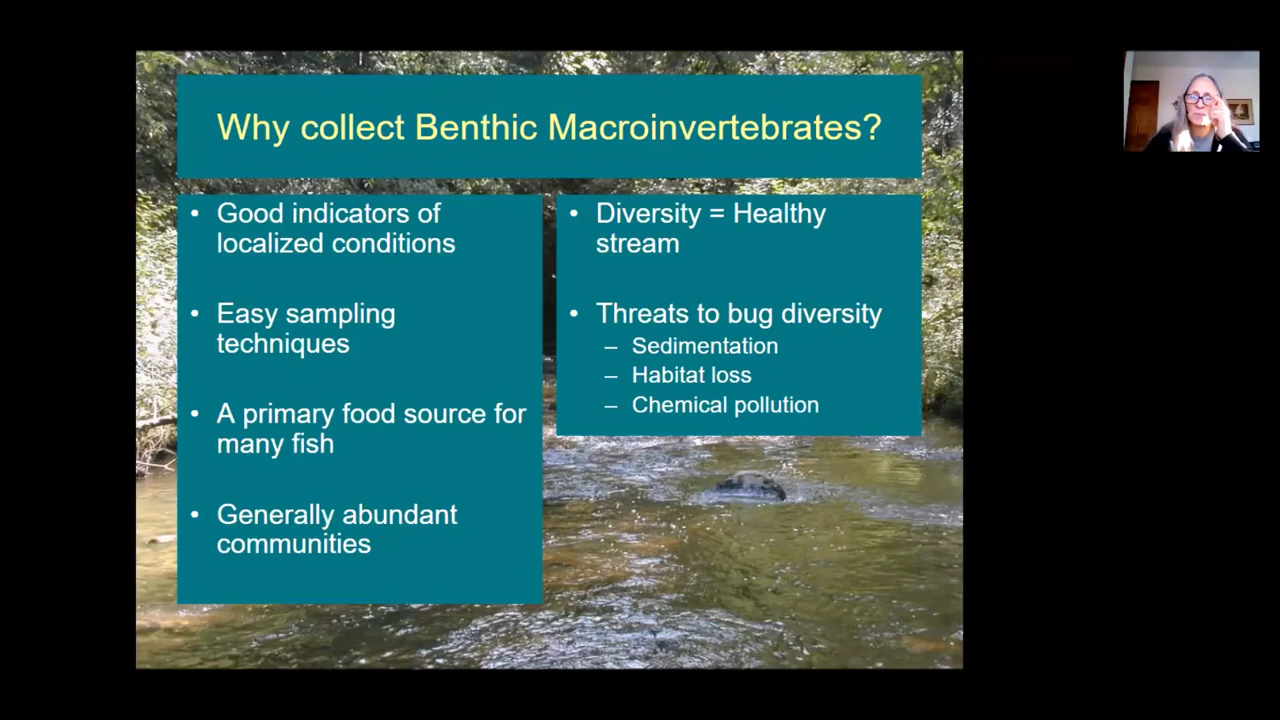 Why collect Benthic Macroinvertebrates?
• Good indicators of
localized conditions
• Easy sampling
techniques
• A primary food source for
many fish
• Generally abundant
communities
• Diversity = Healthy
stream
• Threats to bug diversity
– Sedimentation
– Habitat loss
– Chemical pollution